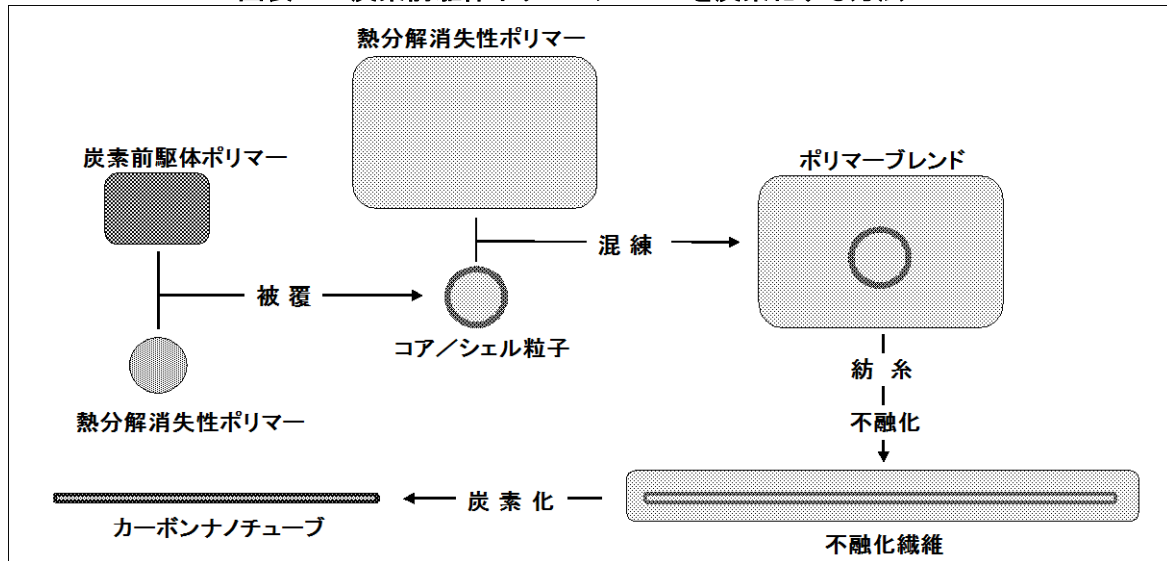 熱分解消失性ポリマー
炭素前駆体ポリマー
ポリマーブレンド
混 練
被 覆
コア／シェル粒子
紡 糸
熱分解消失性ポリマー
不融化
炭 素 化
カーボンナノチューブ
不融化繊維